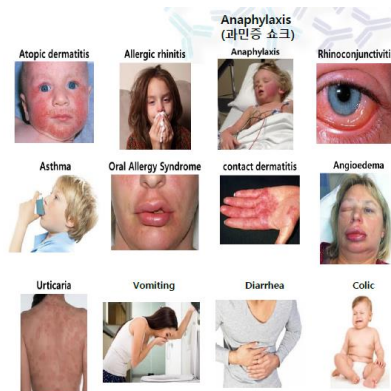 Anaphylaxis
(과민증 쇼크)
Atopic dermatitis
Allergic rhinitis
Anaphylaxis
Rhinoconjunctiviti
Asthma
Oral Allergy Syndrome
contact dermatitis
Angioedema
Urticaria
Vomiting
Diarrhea
Colic